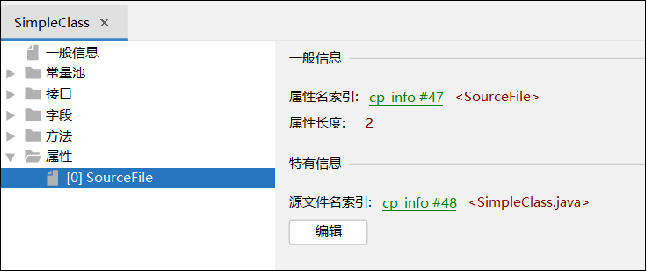 SimpleClass ×
一般信息
常量池
接口
字段
方法
属性
[0] SourceFile
一般信息
属性名索引: cp_info #47 <SourceFile>
属性长度: 2
特有信息
源文件名索引: cp_info #48 <SimpleClass.java>
编辑